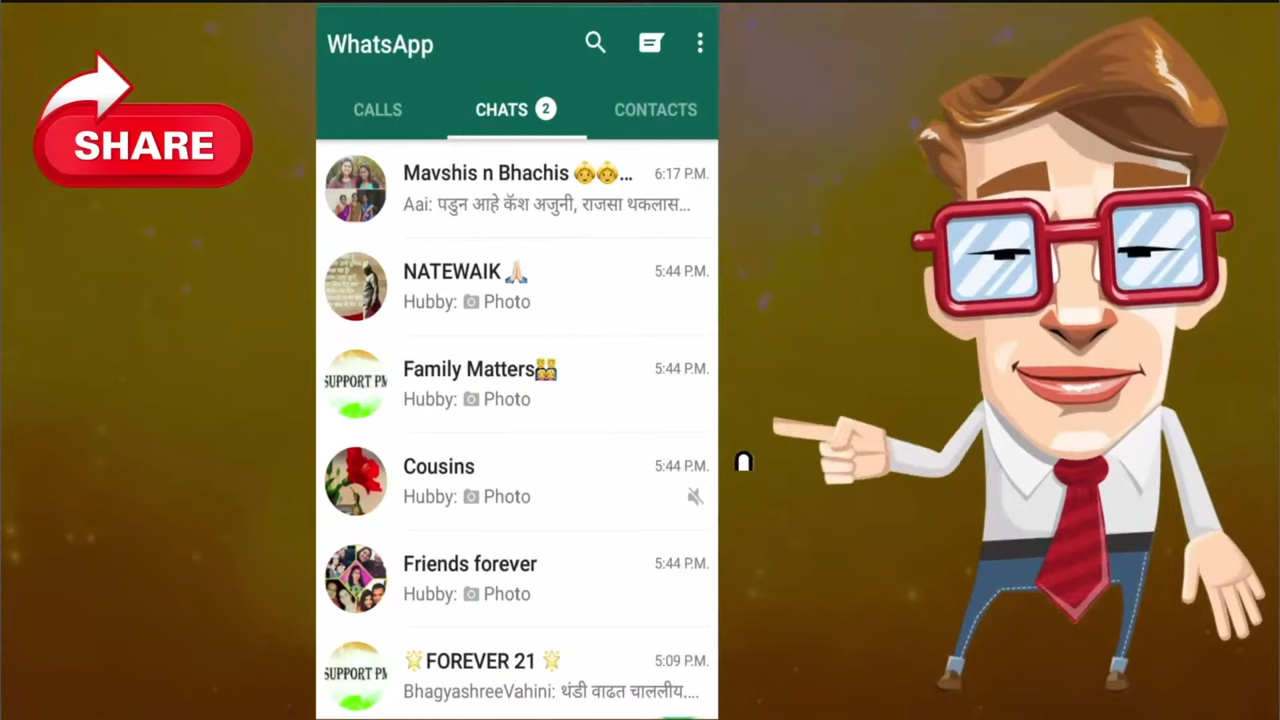 SHARE
WhatsApp
CALLS CHATS 2 CONTACTS
Mavshis n Bhachis 👵👵... 6:17 P.M.
Aai: पडुन आहे कॅश अजुनी, राजसा थकलास...
NATEWAIK 🙏🏻 5:44 P.M.
Hubby: 📷 Photo
SUPPORT PM
Family Matters👨‍👩‍👧‍👦 5:44 P.M.
Hubby: 📷 Photo
Cousins 5:44 P.M.
Hubby: 📷 Photo
Friends forever 5:44 P.M.
Hubby: 📷 Photo
SUPPORT PM
🌟FOREVER 21 🌟 5:09 P.M.
BhagyashreeVahini: थंडी वाढत चाललीय....